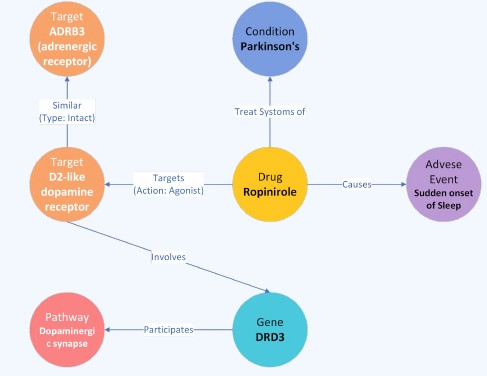 Target
ADRB3
(adrenergic
receptor)
Condition
Parkinson's
Similar
(Type: Intact)
Treat Systoms of
Target
D2-like
dopamine
receptor
Targets
(Action: Agonist)
Drug
Ropinirole
Causes
Advese
Event
Sudden onset
of Sleep
Involves
Pathway
Dopaminergi
c synapse
Participates
Gene
DRD3